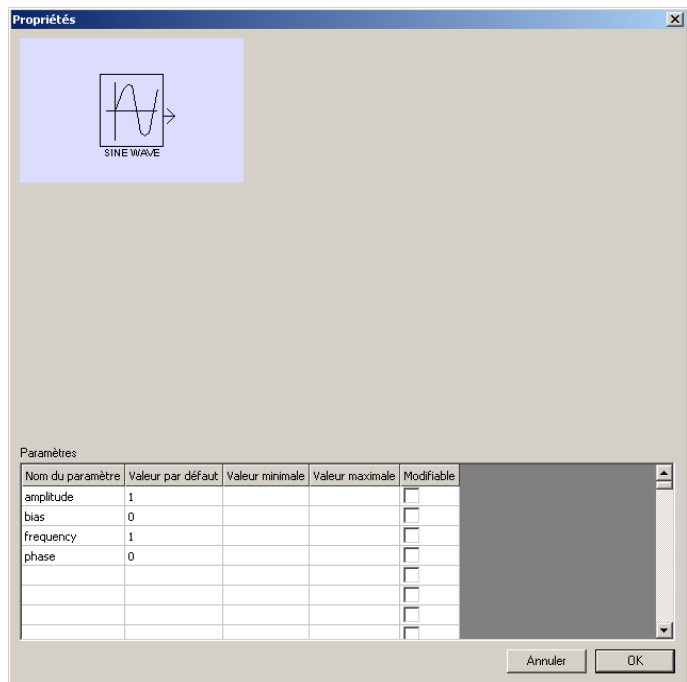 Propriétés
SINE WAVE
Paramètres
Nom du paramètre Valeur par défaut Valeur minimale Valeur maximale Modifiable
amplitude 1
bias 0
frequency 1
phase 0
Annuler OK